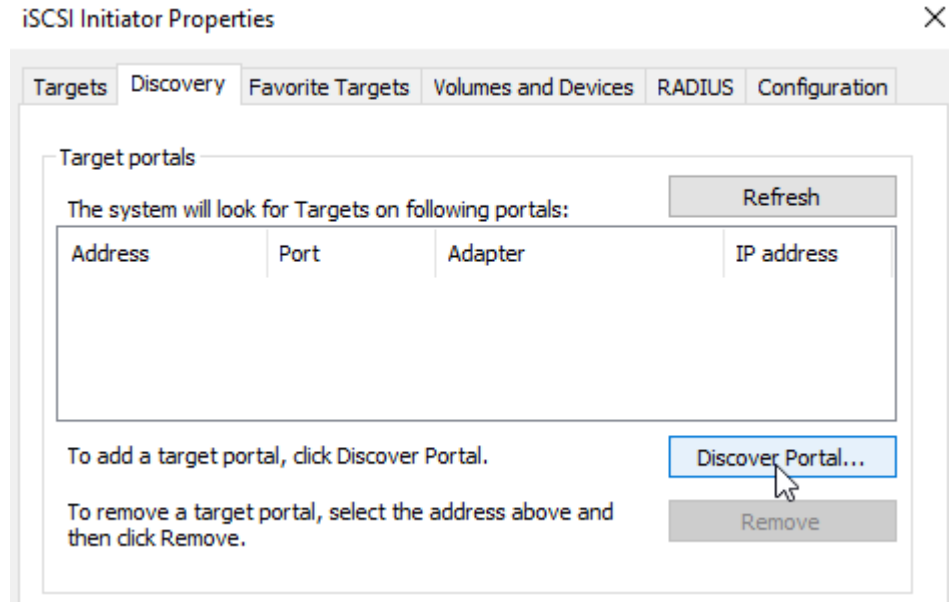 iSCSI Initiator Properties
Targets Discovery Favorite Targets Volumes and Devices RADIUS Configuration
Target portals
Refresh
The system will look for Targets on following portals:
Address Port Adapter IP address
To add a target portal, click Discover Portal.
Discover Portal...
To remove a target portal, select the address above and
then click Remove.
Remove